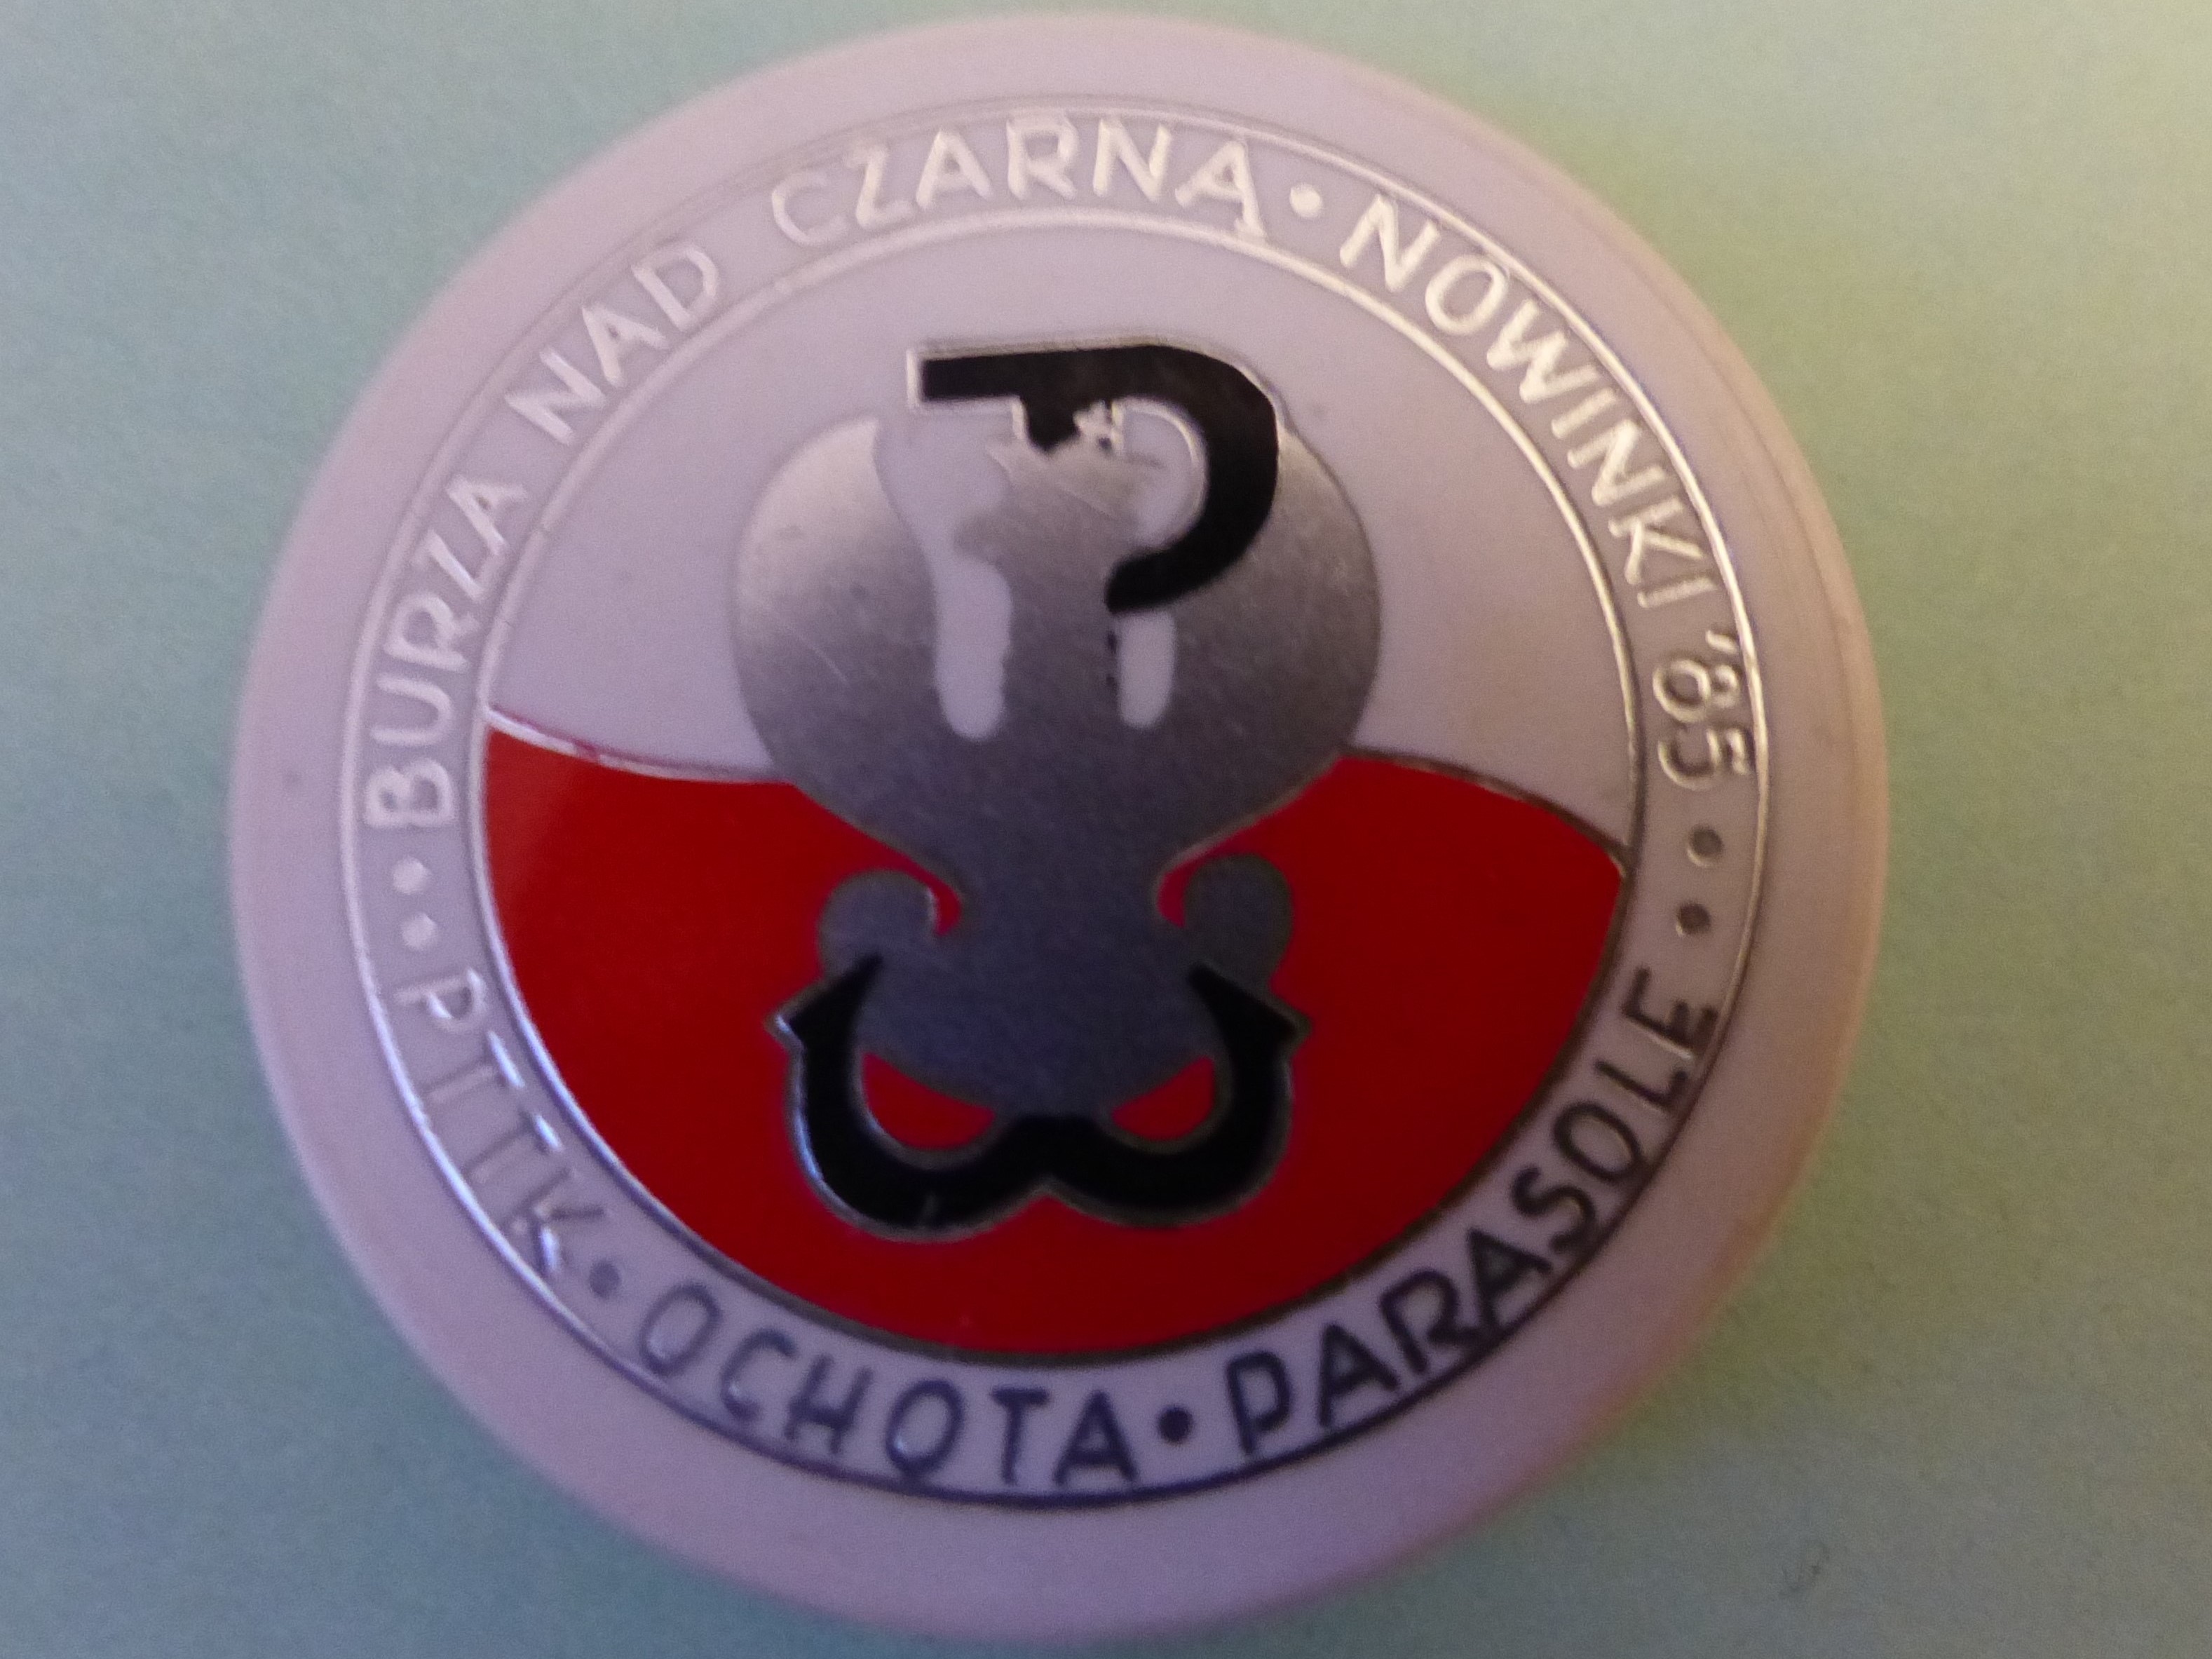 BURZA NAD CZARNĄ • NOWINKI '85
PTTK • OCHOTA • PARASOLE